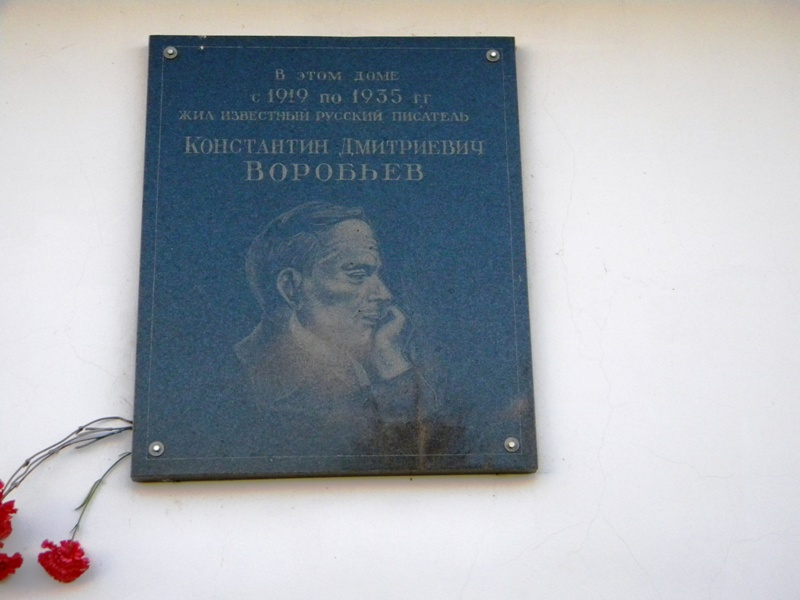 В этом доме
с 1919 по 1935 гг
жил известный русский писатель
Константин Дмитриевич
Воробьев